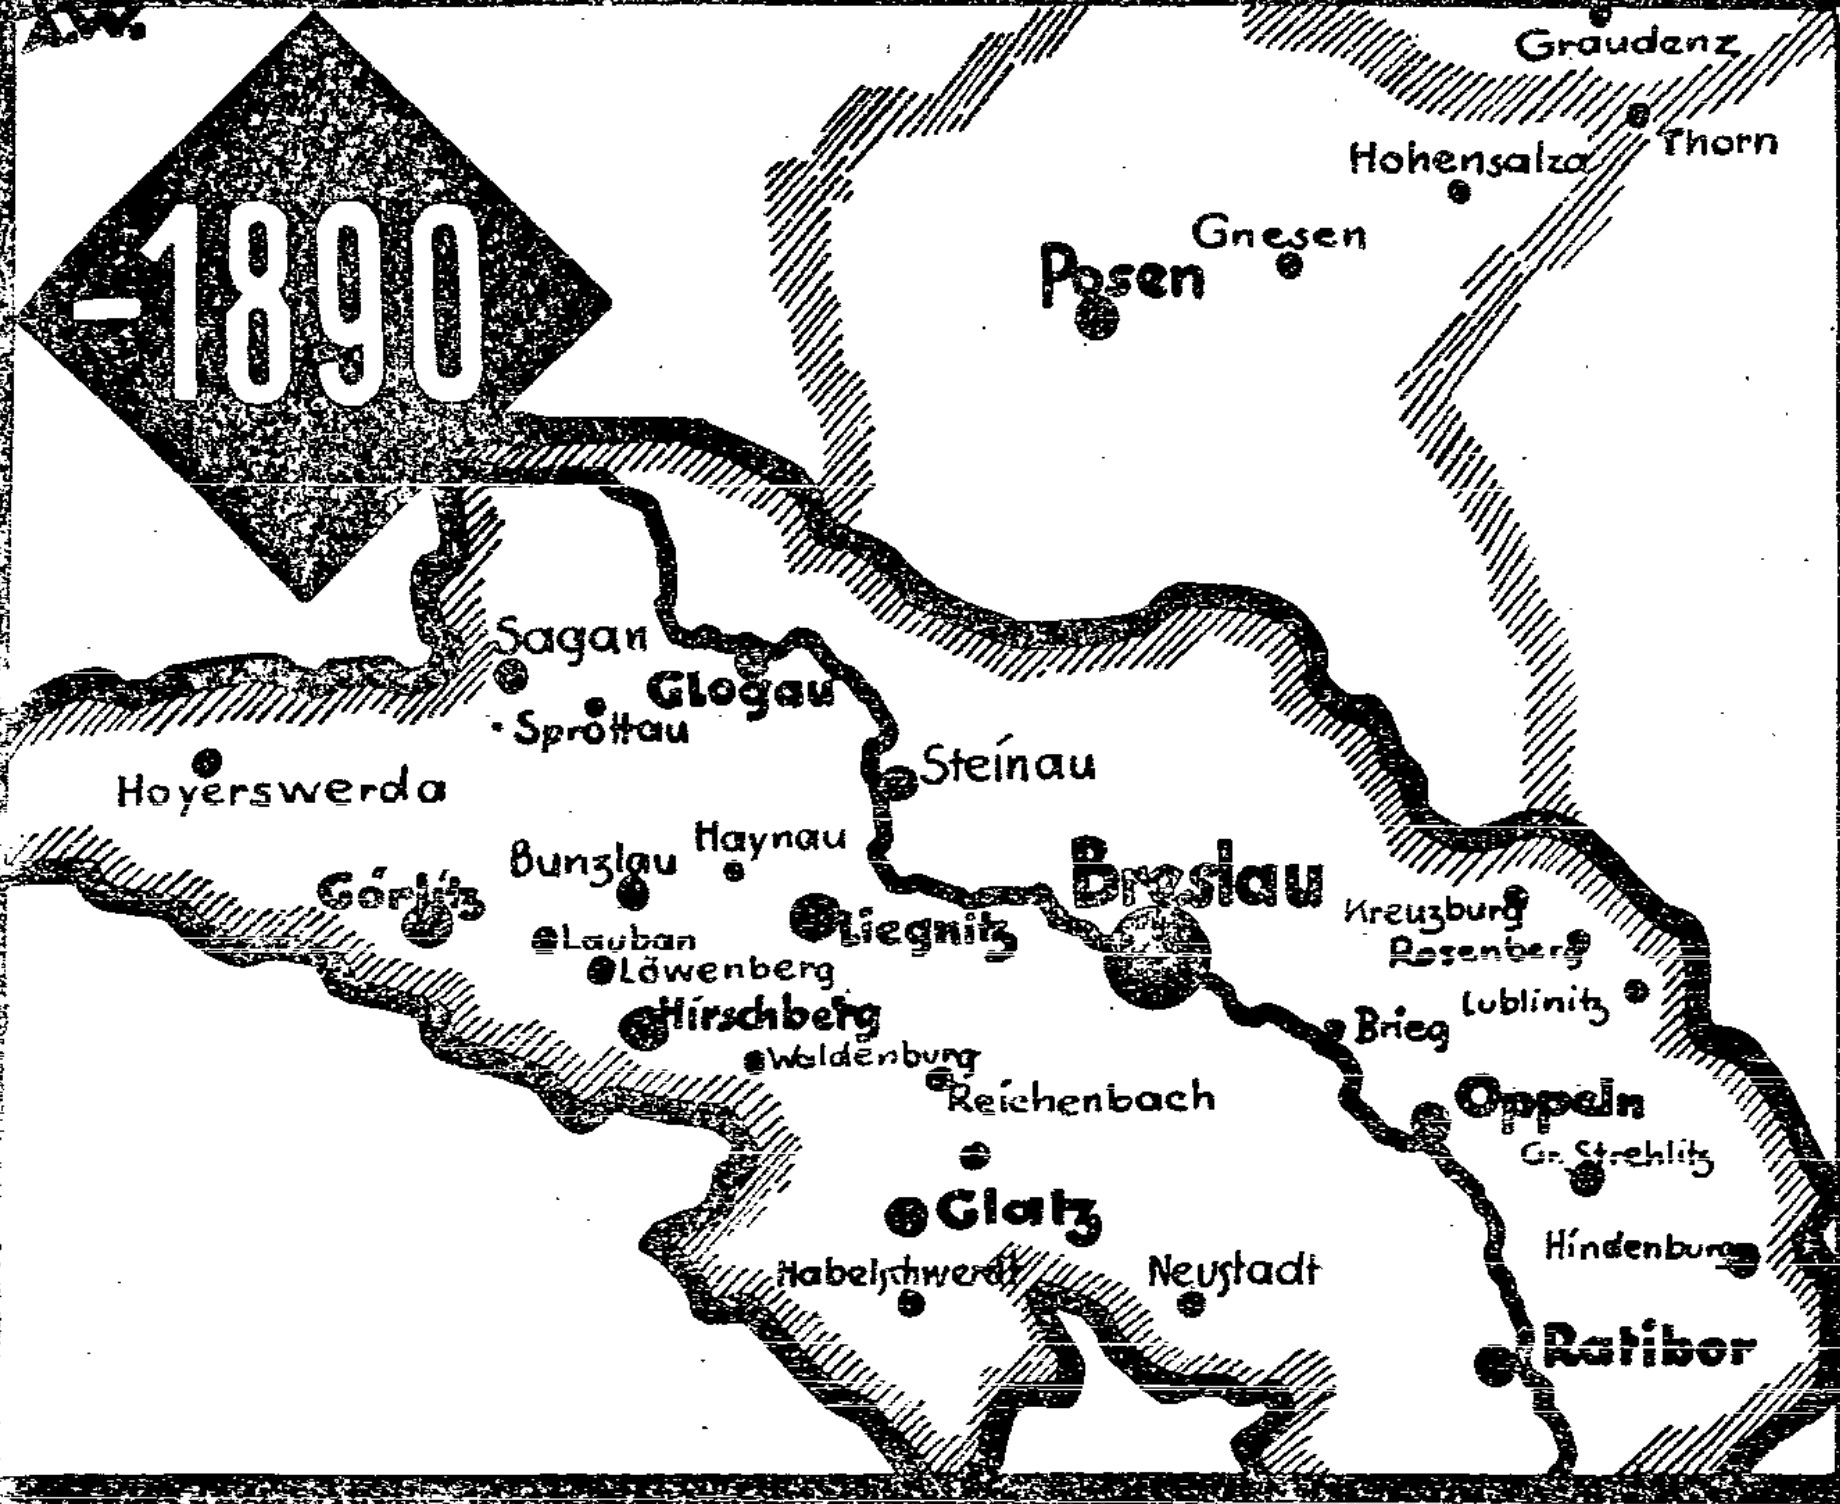 A.W.
Graudenz
Thorn
Hohensalza
Gnesen
Posen
-1890
Sagan
Glogau
Sprottau
Steinau
Hoyerswerda
Haynau
Bunzlau
Breslau
Görlitz
Kreuzburg
Liegnitz
Lauban
Rosenberg
Löwenberg
Lublinitz
Hirschberg
Brieg
Waldenburg
Reichenbach
Oppeln
Gr. Strehlitz
Glatz
Hindenburg
Habelschwerdt
Neustadt
Ratibor